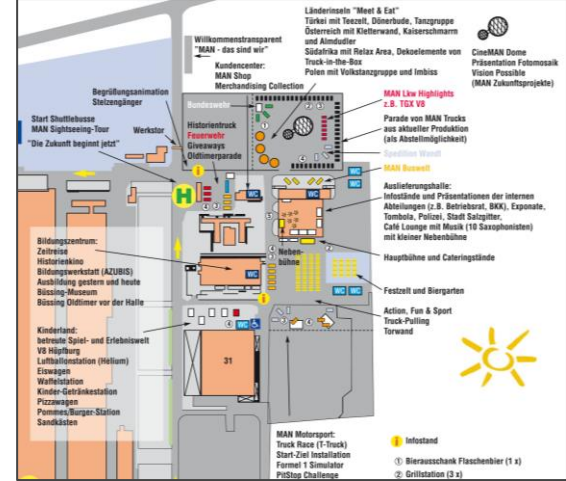 Länderinseln "Meet & Eat"
Türkei mit Teezelt, Dönerbude, Tanzgruppe
Österreich mit Kletterwand, Kaiserschmarrn
und Almdudler
Südafrika mit Relax Area, Dekoelemente von
Truck-in-the-Box
Polen mit Volkstanzgruppe und Imbiss
Willkommenstransparent
"MAN - das sind wir"
Kundencenter:
MAN Shop
Merchandising Collection
CineMAN Dome
Präsentation Fotomosaik
Vision Possible
(MAN Zukunftsprojekte)
Begrüßungsanimation
Stelzengänger
Bundeswehr
MAN Lkw Highlights
z.B. TGX V8
Start Shuttlebusse
MAN Sightseeing-Tour
"Die Zukunft beginnt jetzt"
Werkstor
Historientruck
Feuerwehr
Giveaways
Oldtimerparade
Parade von MAN Trucks
aus aktueller Produktion
(als Abstellmöglichkeit)
Spedition Wandt
MAN Buswelt
H
WC
WC
WC
Auslieferungshalle:
Infostände und Präsentationen der internen
Abteilungen (z.B. Betriebsrat, BKK), Exponate,
Tombola, Polizei, Stadt Salzgitter,
Café Lounge mit Musik (10 Saxophonisten)
mit kleiner Nebenbühne
Neben-
bühne
Hauptbühne und Cateringstände
Bildungszentrum:
Zeitreise
Historienkino
Bildungswerkstatt (AZUBIS)
Ausbildung gestern und heute
Büssing-Museum
Büssing Oldtimer vor der Halle
WC
Festzelt und Biergarten
WC WC
Action, Fun & Sport
Truck-Pulling
Torwand
Kinderland:
betreute Spiel- und Erlebniswelt
V8 Hüpfburg
Luftballonstation (Helium)
Eiswagen
Waffelstation
Kinder-Getränkestation
Pizzawagen
Pommes/Burger-Station
Sandkästen
WC
31
MAN Motorsport:
Truck Race (T-Truck)
Start-Ziel Installation
Formel 1 Simulator
PitStop Challenge
i Infostand
① Bierausschank Flaschenbier (1 x)
② Grillstation (3 x)